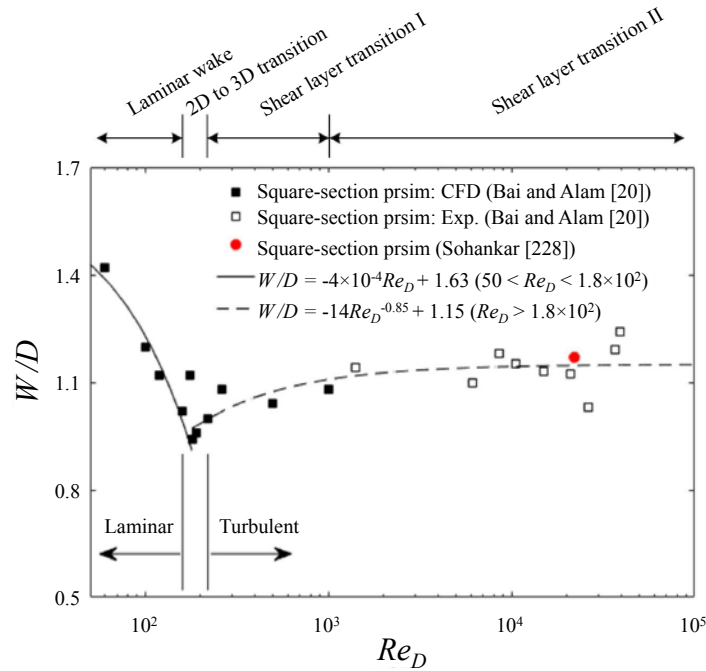 Laminar wake
2D to 3D transition
Shear layer transition I
Shear layer transition II
1.7
1.4
1.1
0.8
0.5
W/D
Square-section prsim: CFD (Bai and Alam [20])
Square-section prsim: Exp. (Bai and Alam [20])
Square-section prsim (Sohankar [228])
W/D = -4×10⁻⁴Re_D + 1.63 (50 < Re_D < 1.8×10²)
W/D = -14Re_D⁻⁰·⁸⁵ + 1.15 (Re_D > 1.8×10²)
Laminar
Turbulent
10² 10³ 10⁴ 10⁵
Re_D